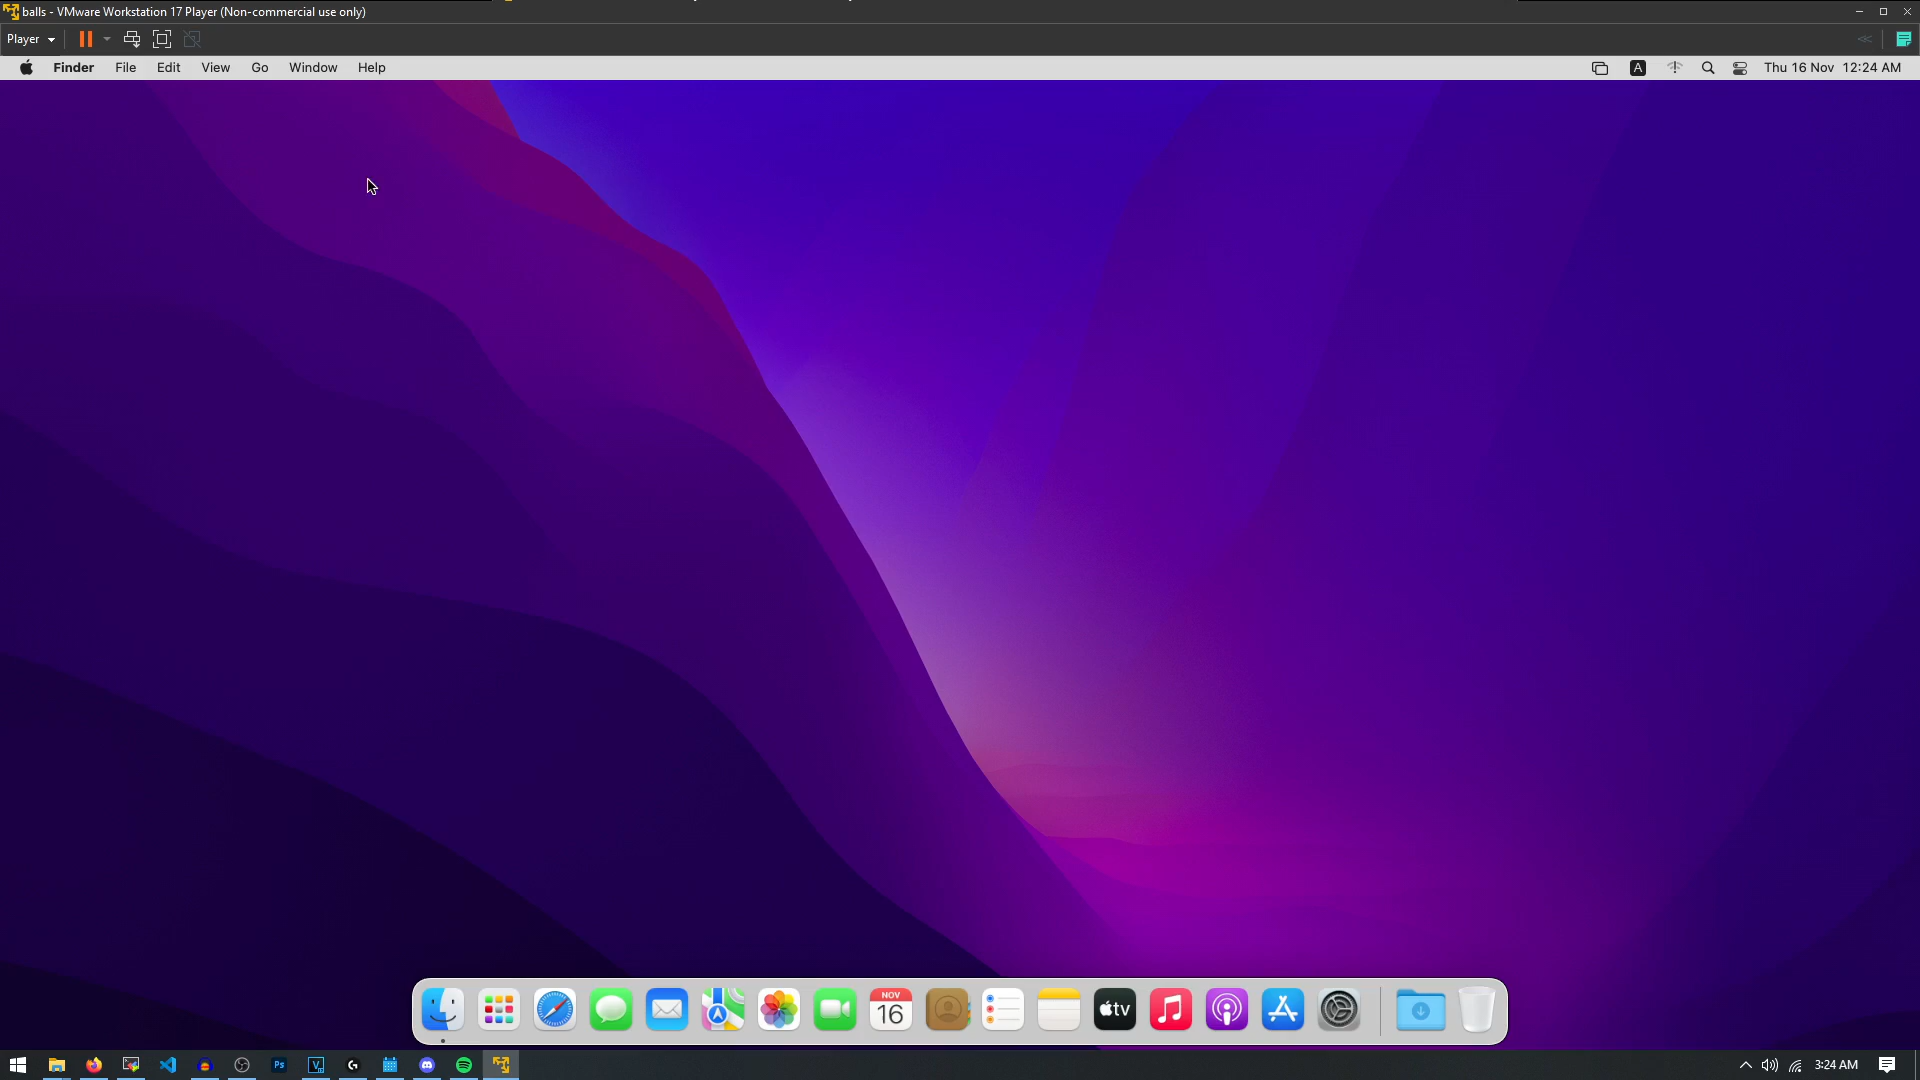 balls - VMware Workstation 17 Player (Non-commercial use only)
Player
Finder File Edit View Go Window Help
A
Thu 16 Nov 12:24 AM
NOV
16
tv
Ps
V
3:24 AM